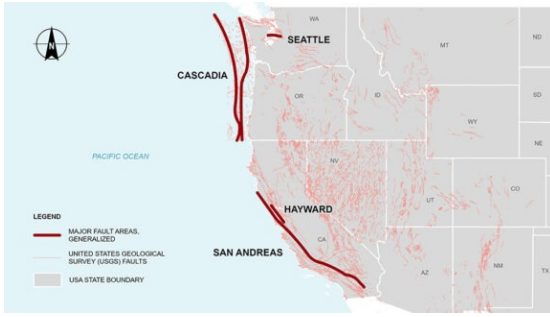 N
WA
SEATTLE
MT
ND
CASCADIA
OR
ID
SD
WY
PACIFIC OCEAN
NE
NV
UT
CO
HAYWARD
LEGEND
MAJOR FAULT AREAS,
GENERALIZED
CA
SAN ANDREAS
UNITED STATES GEOLOGICAL
SURVEY (USGS) FAULTS
AZ
NM
TX
USA STATE BOUNDARY